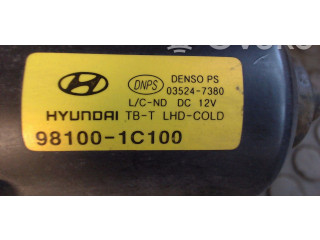 DNPS DENSO PS
03524-7380
L/C-ND DC 12V
HYUNDAI TB-T LHD-COLD
98100-1C100